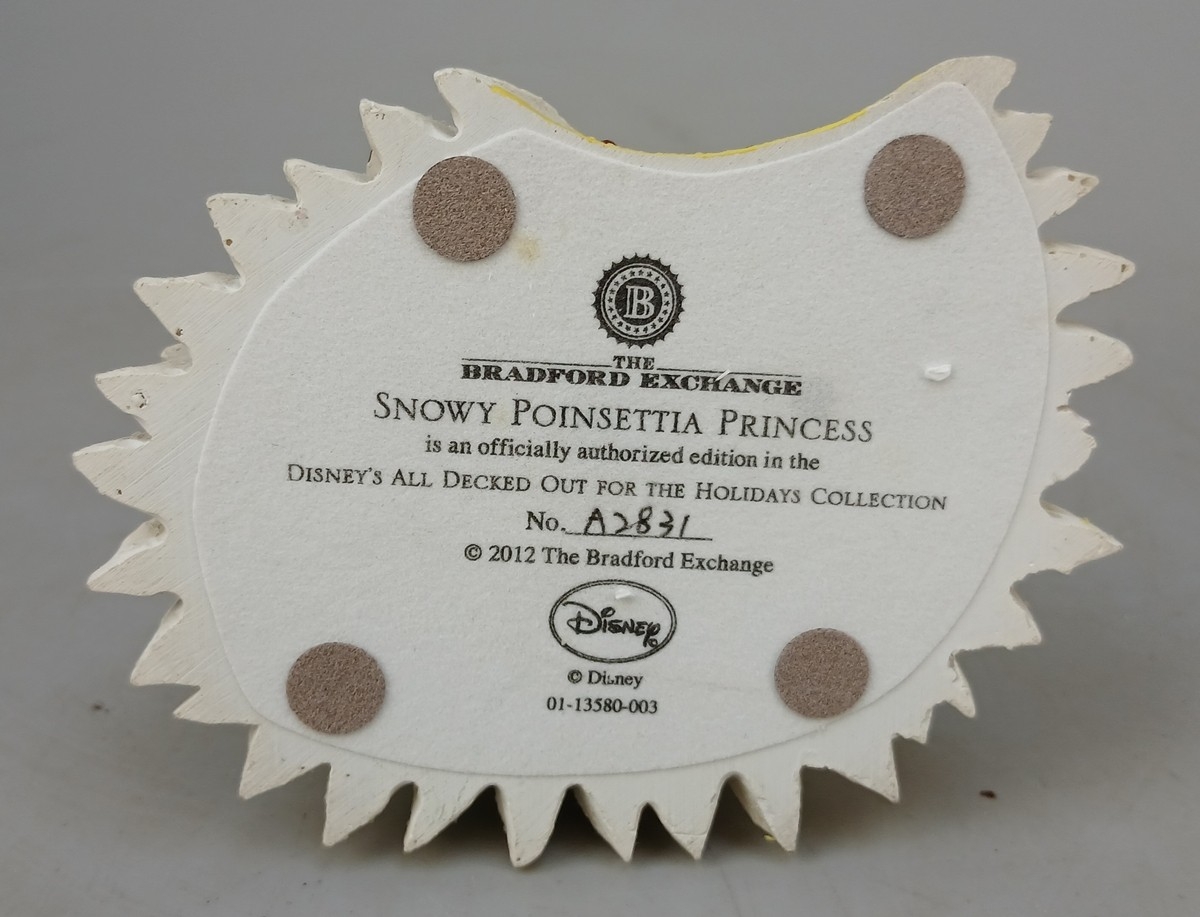 B
THE
BRADFORD EXCHANGE
SNOWY POINSETTIA PRINCESS
is an officially authorized edition in the
DISNEY'S ALL DECKED OUT FOR THE HOLIDAYS COLLECTION
No. A2831
© 2012 The Bradford Exchange
Disney
© Disney
01-13580-003